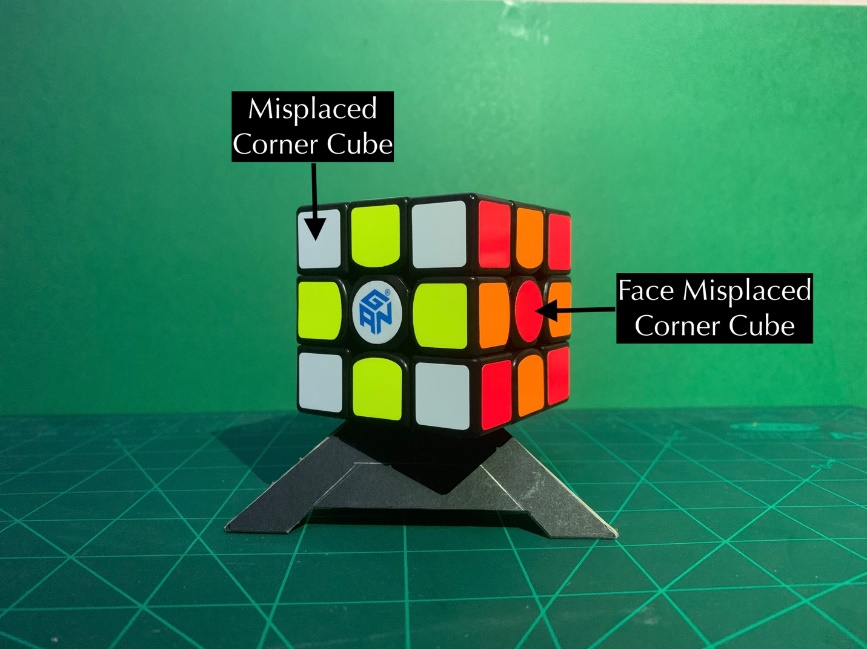 Misplaced
Corner Cube
GAN
®
Face Misplaced
Corner Cube